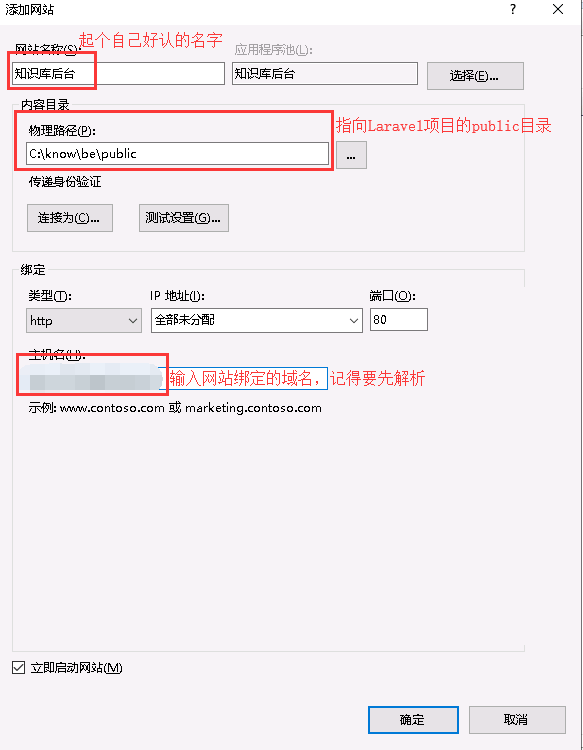 添加网站
?
起个自己好认的名字
网站名称(S):
应用程序池(L):
知识库后台
知识库后台
选择(E)...
内容目录
物理路径(P):
指向Laravel项目的public目录
C:\know\be\public
...
传递身份验证
连接为(C)...
测试设置(G)...
绑定
类型(T):
IP 地址(I):
端口(O):
http
全部未分配
80
主机名(H):
输入网站绑定的域名，记得要先解析
示例: www.contoso.com 或 marketing.contoso.com
立即启动网站(M)
确定
取消